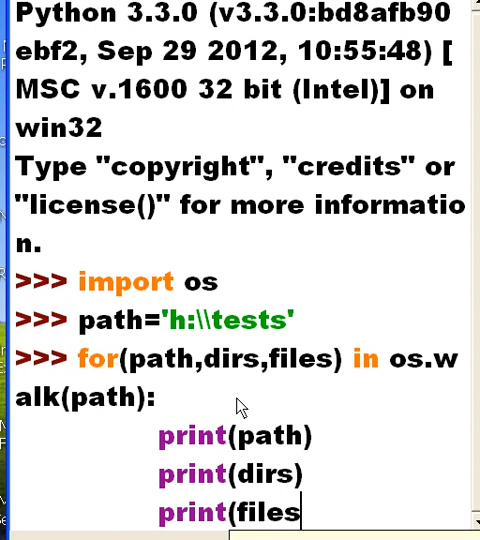 Python 3.3.0 (v3.3.0:bd8afb90
ebf2, Sep 29 2012, 10:55:48) [
MSC v.1600 32 bit (Intel)] on
win32
Type "copyright", "credits" or
"license()" for more informatio
n.
>>> import os
>>> path='h:\\tests'
>>> for(path,dirs,files) in os.w
alk(path):
print(path)
print(dirs)
print(files